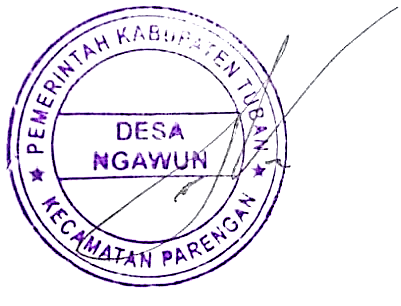 PEMERINTAH KABUPATEN TUBAN
DESA
NGAWUN
KECAMATAN PARENGAN